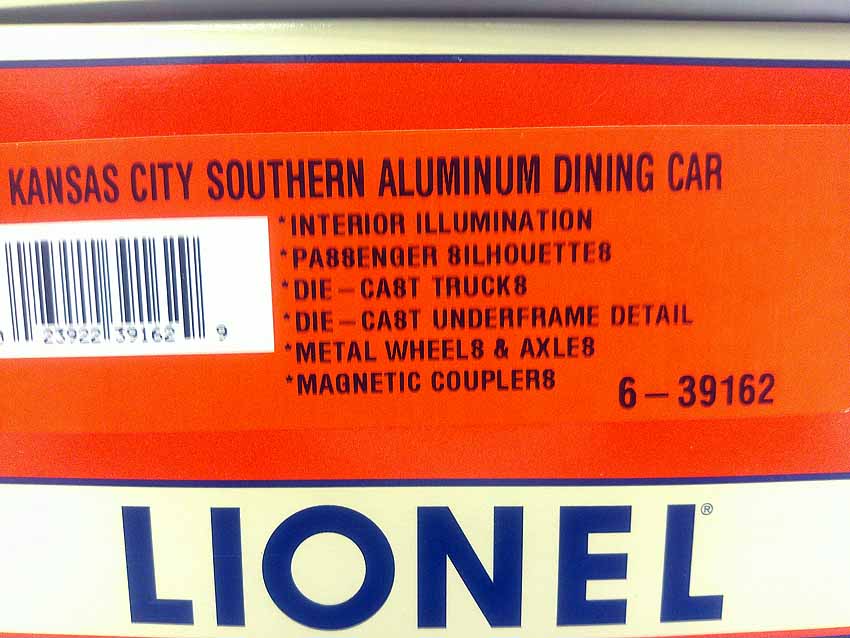 KANSAS CITY SOUTHERN ALUMINUM DINING CAR
*INTERIOR ILLUMINATION
*PASSENGER SILHOUETTES
*DIE-CAST TRUCKS
*DIE-CAST UNDERFRAME DETAIL
*METAL WHEELS & AXLES
*MAGNETIC COUPLERS
0 23922 39162 9
6-39162
LIONEL®